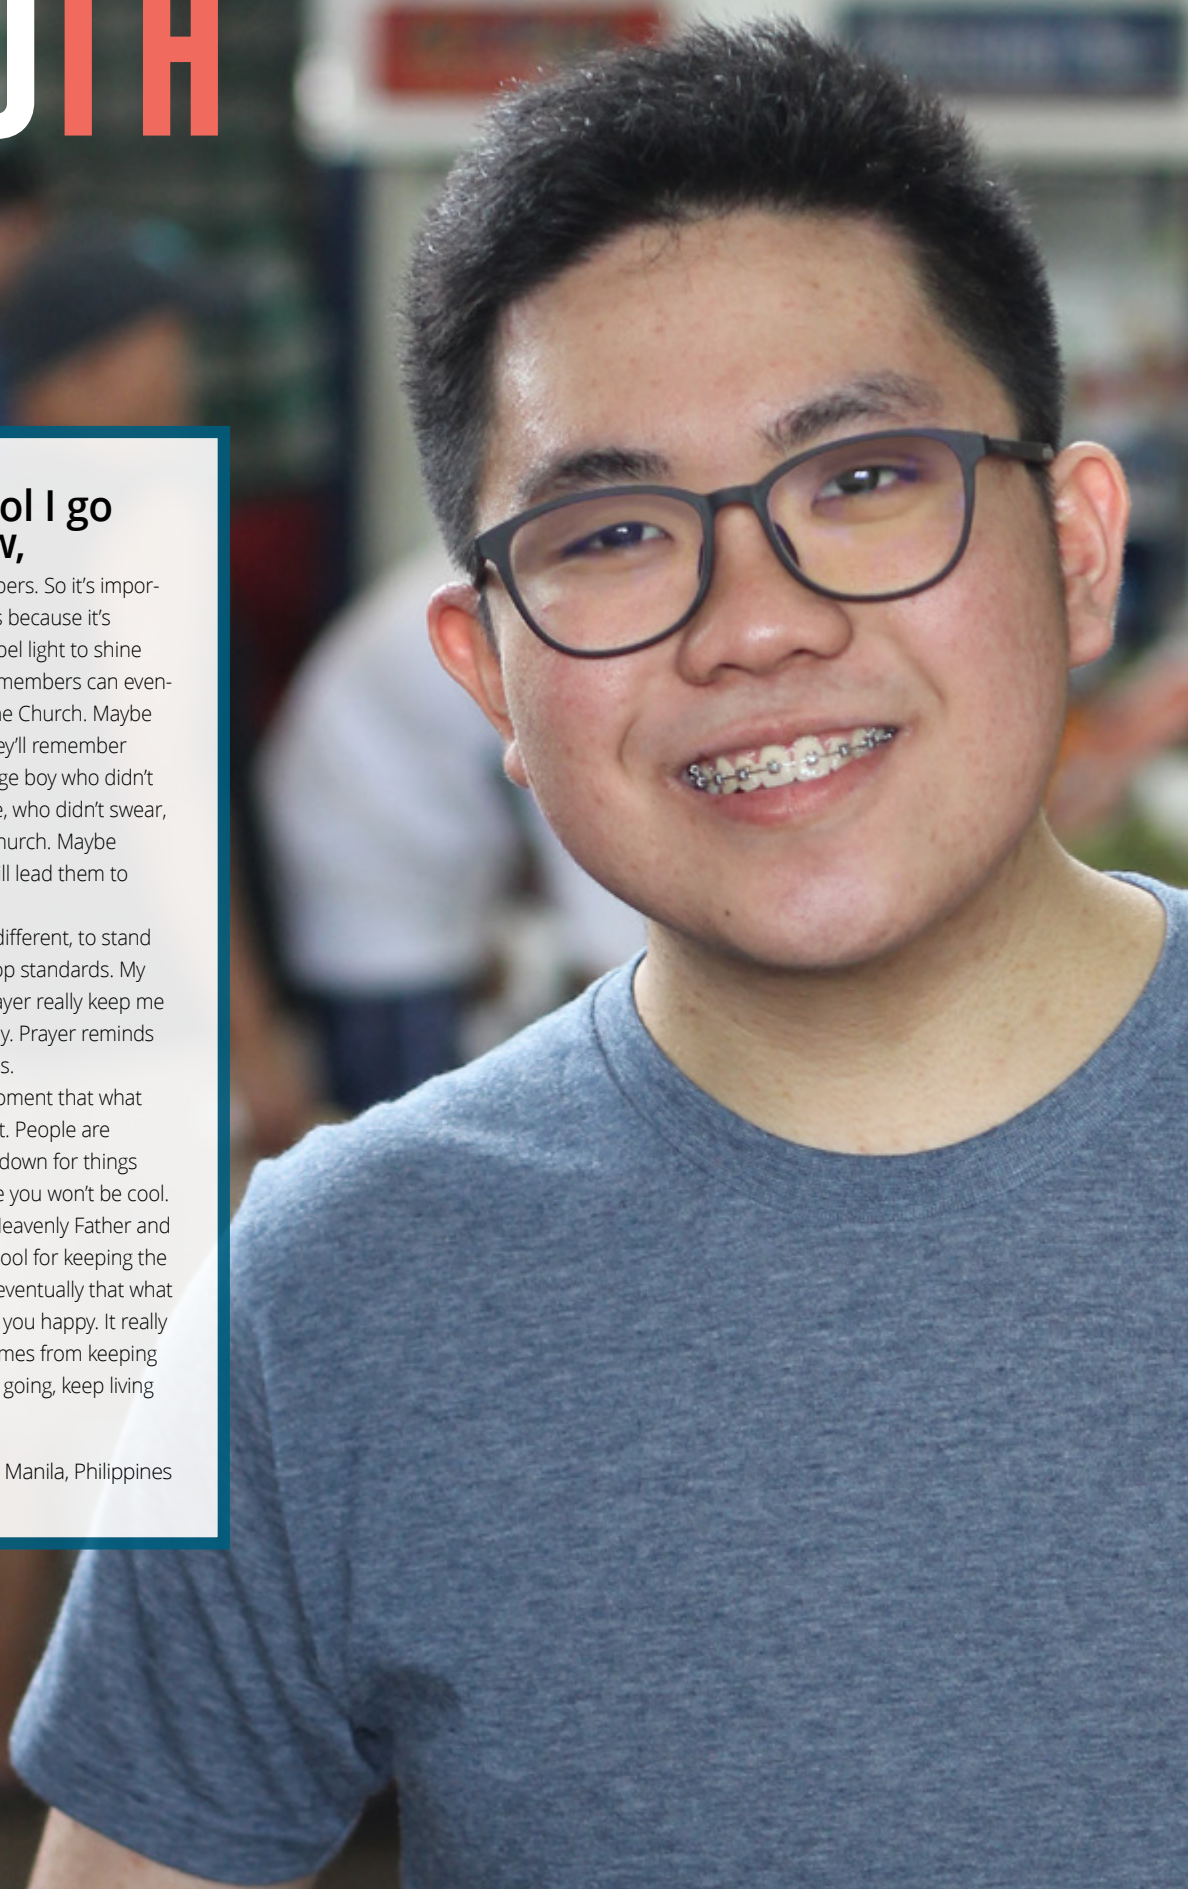 UTH
ol I go
w,
bers. So it’s impor-
s because it’s
pel light to shine
members can even-
e Church. Maybe
ey’ll remember
ge boy who didn’t
e, who didn’t swear,
hurch. Maybe
ill lead them to
different, to stand
op standards. My
ayer really keep me
y. Prayer reminds
s.
oment that what
t. People are
down for things
e you won’t be cool.
Heavenly Father and
ool for keeping the
eventually that what
you happy. It really
mes from keeping
going, keep living
Manila, Philippines